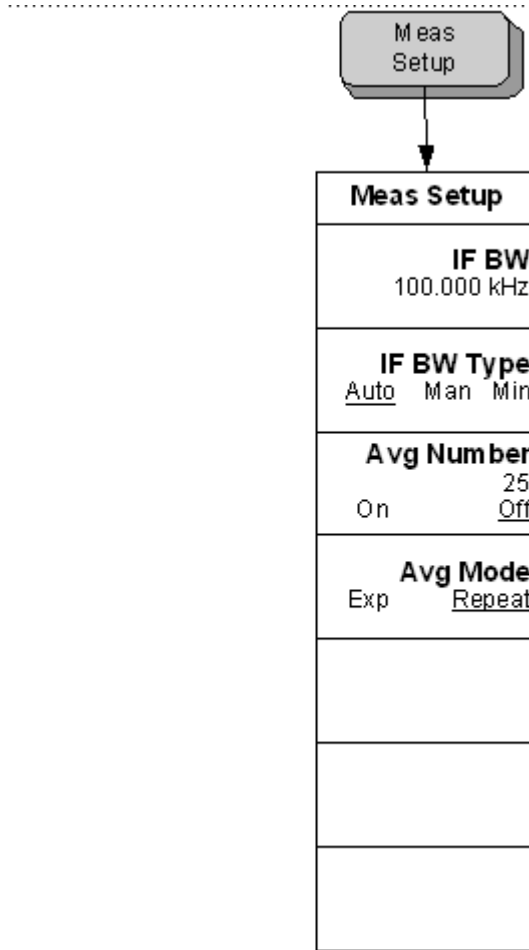 Meas
Setup
Meas Setup
IF BW
100.000 kHz
IF BW Type
Auto Man Min
Avg Number
25
On Off
Avg Mode
Exp Repeat